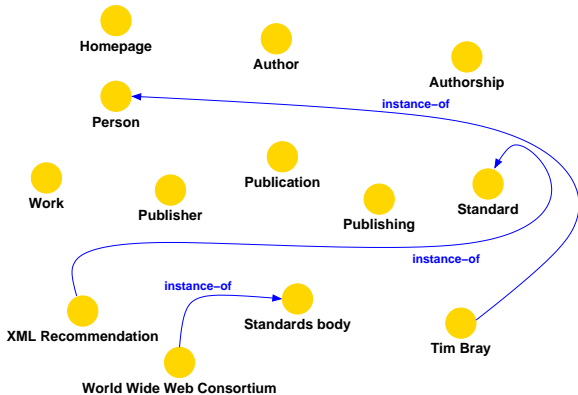 Homepage
Author
Authorship
instance–of
Person
Publication
Work
Publisher
Publishing
Standard
instance–of
instance–of
Standards body
XML Recommendation
Tim Bray
World Wide Web Consortium